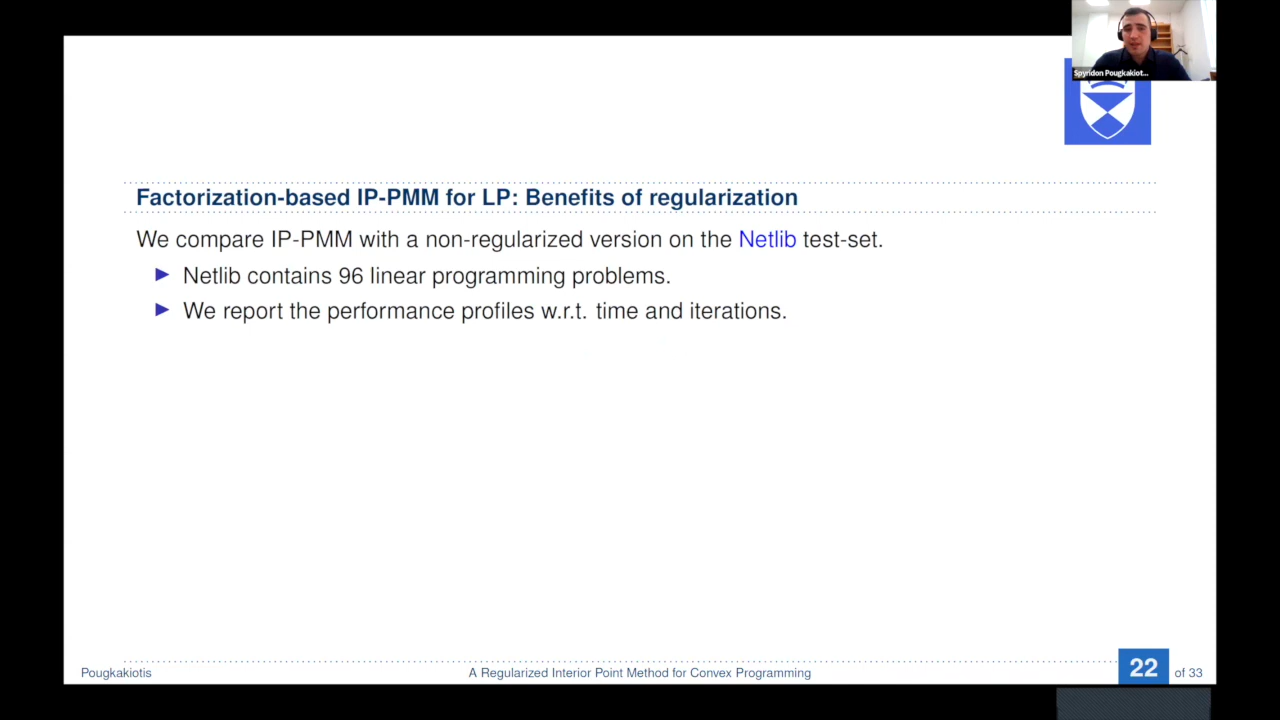 Spyridon Pougkakiot...
Factorization-based IP-PMM for LP: Benefits of regularization
We compare IP-PMM with a non-regularized version on the Netlib test-set.
Netlib contains 96 linear programming problems.
We report the performance profiles w.r.t. time and iterations.
Pougkakiotis
A Regularized Interior Point Method for Convex Programming
22 of 33